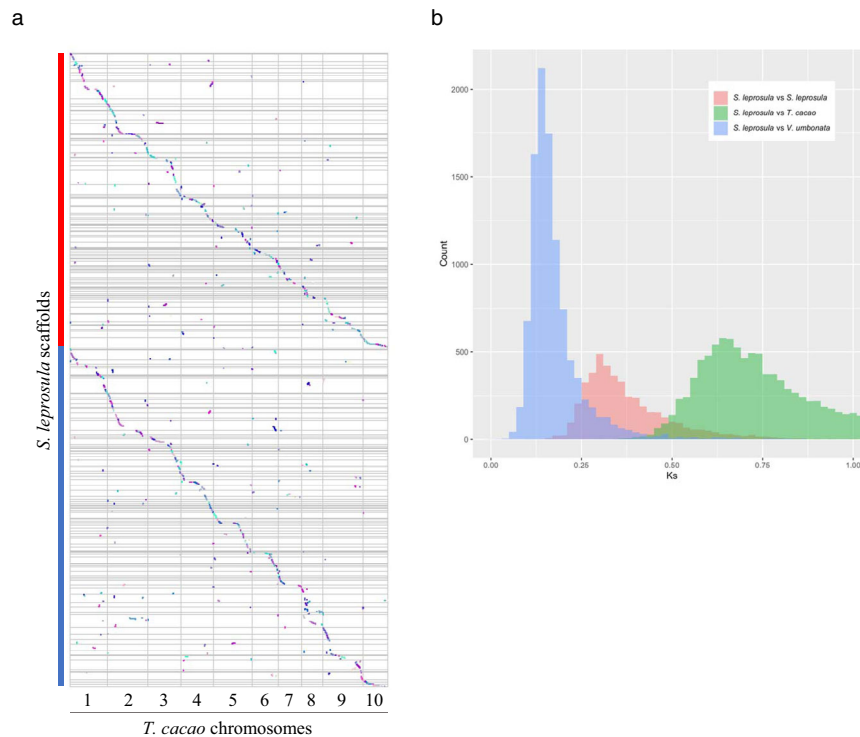 a
b
S. leprosula scaffolds
1 2 3 4 5 6 7 8 9 10
T. cacao chromosomes
2000
1500
1000
500
0
Count
S. leprosula vs S. leprosula
S. leprosula vs T. cacao
S. leprosula vs V. umbonata
0.00 0.25 0.50 0.75 1.00
Ks